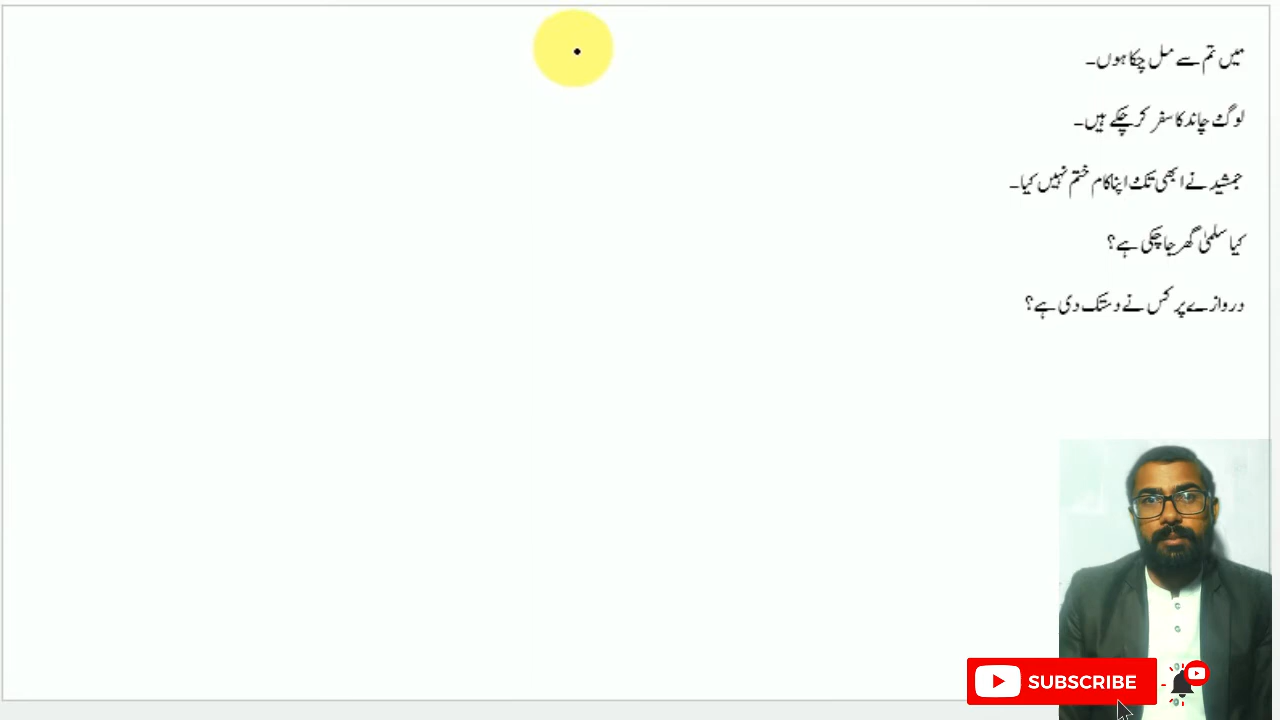 میں تم سے مل چکا ہوں۔
لوگ چاند کا سفر کر چکے ہیں۔
جمشید نے ابھی تک اپنا کام ختم نہیں کیا۔
کیا سلمیٰ گھر جا چکی ہے؟
دروازے پر کس نے دستک دی ہے؟
SUBSCRIBE